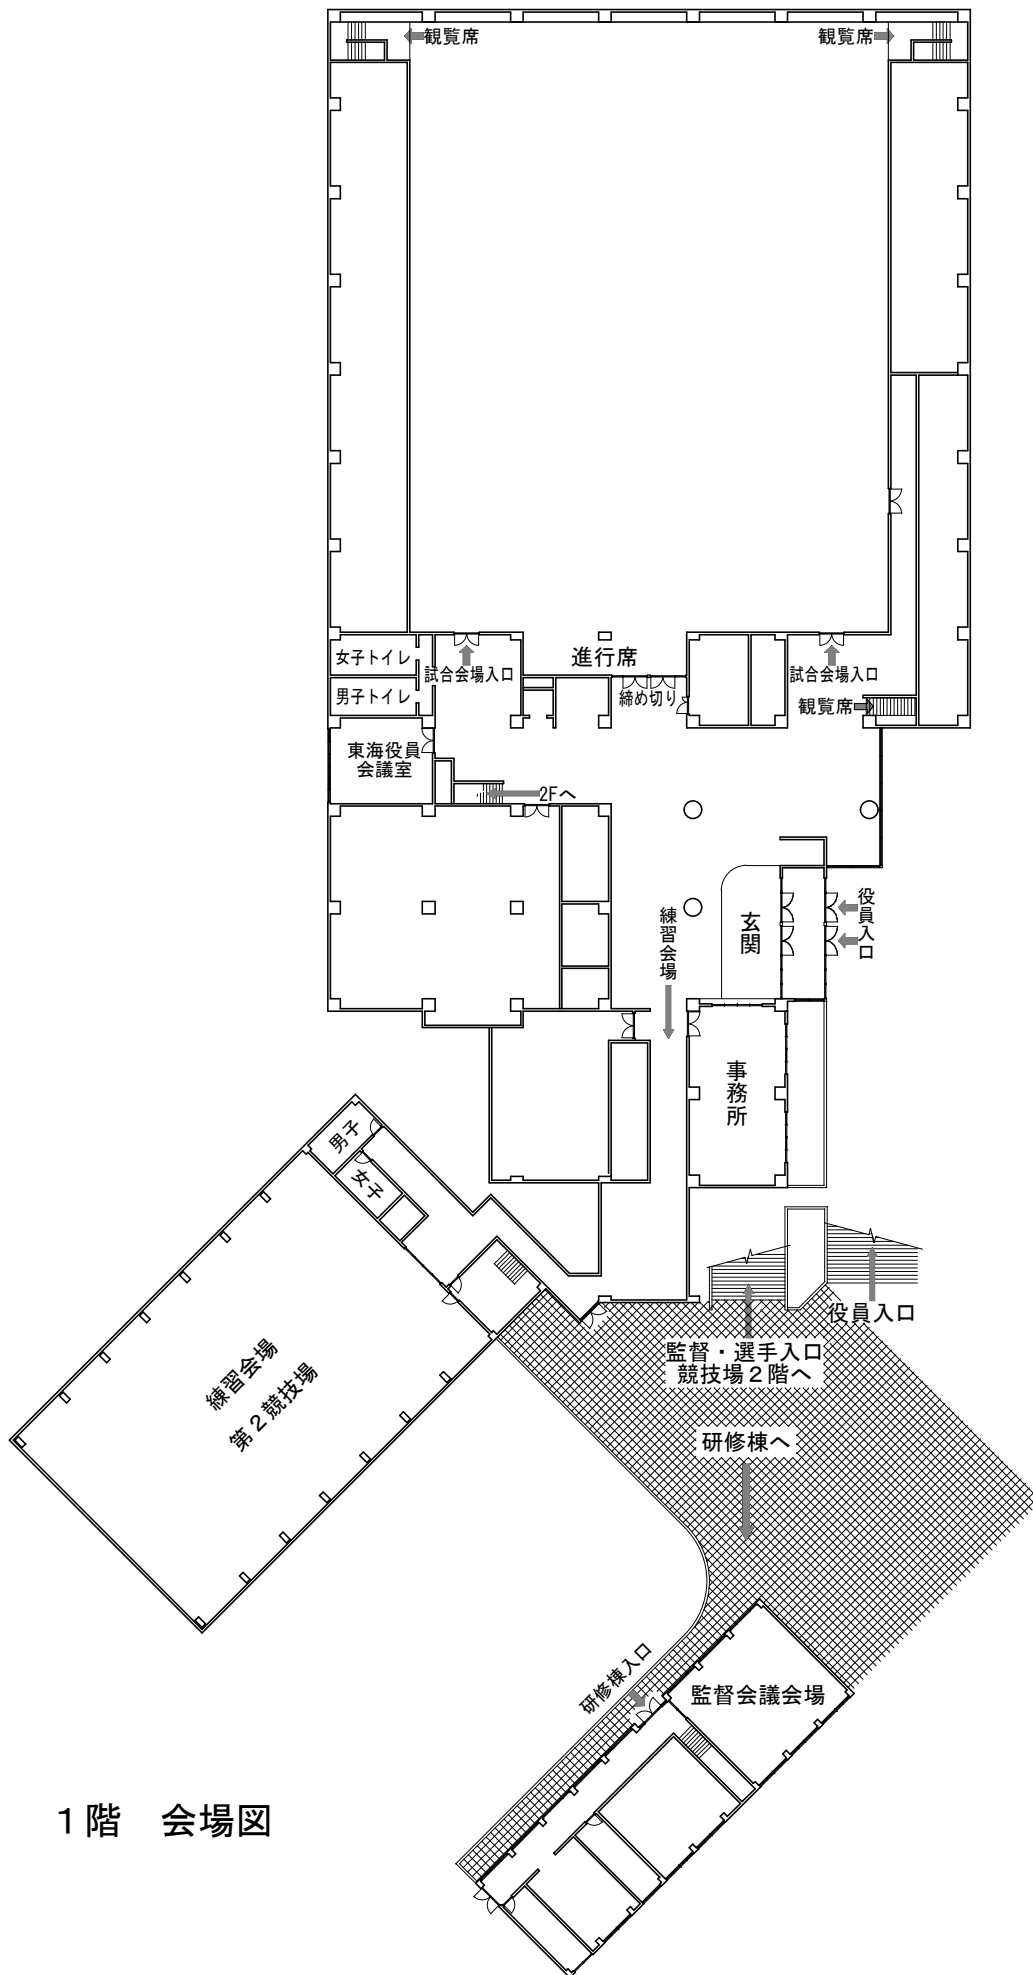 観覧席
観覧席
女子トイレ
試合会場入口
進行席
試合会場入口
男子トイレ
締め切り
観覧席
東海役員
会議室
2Fへ
練習会場
玄関
役員入口
事務所
男子
女子
役員入口
監督・選手入口
競技場２階へ
練習会場
第２競技場
研修棟へ
研修棟入口
監督会議会場
１階　会場図